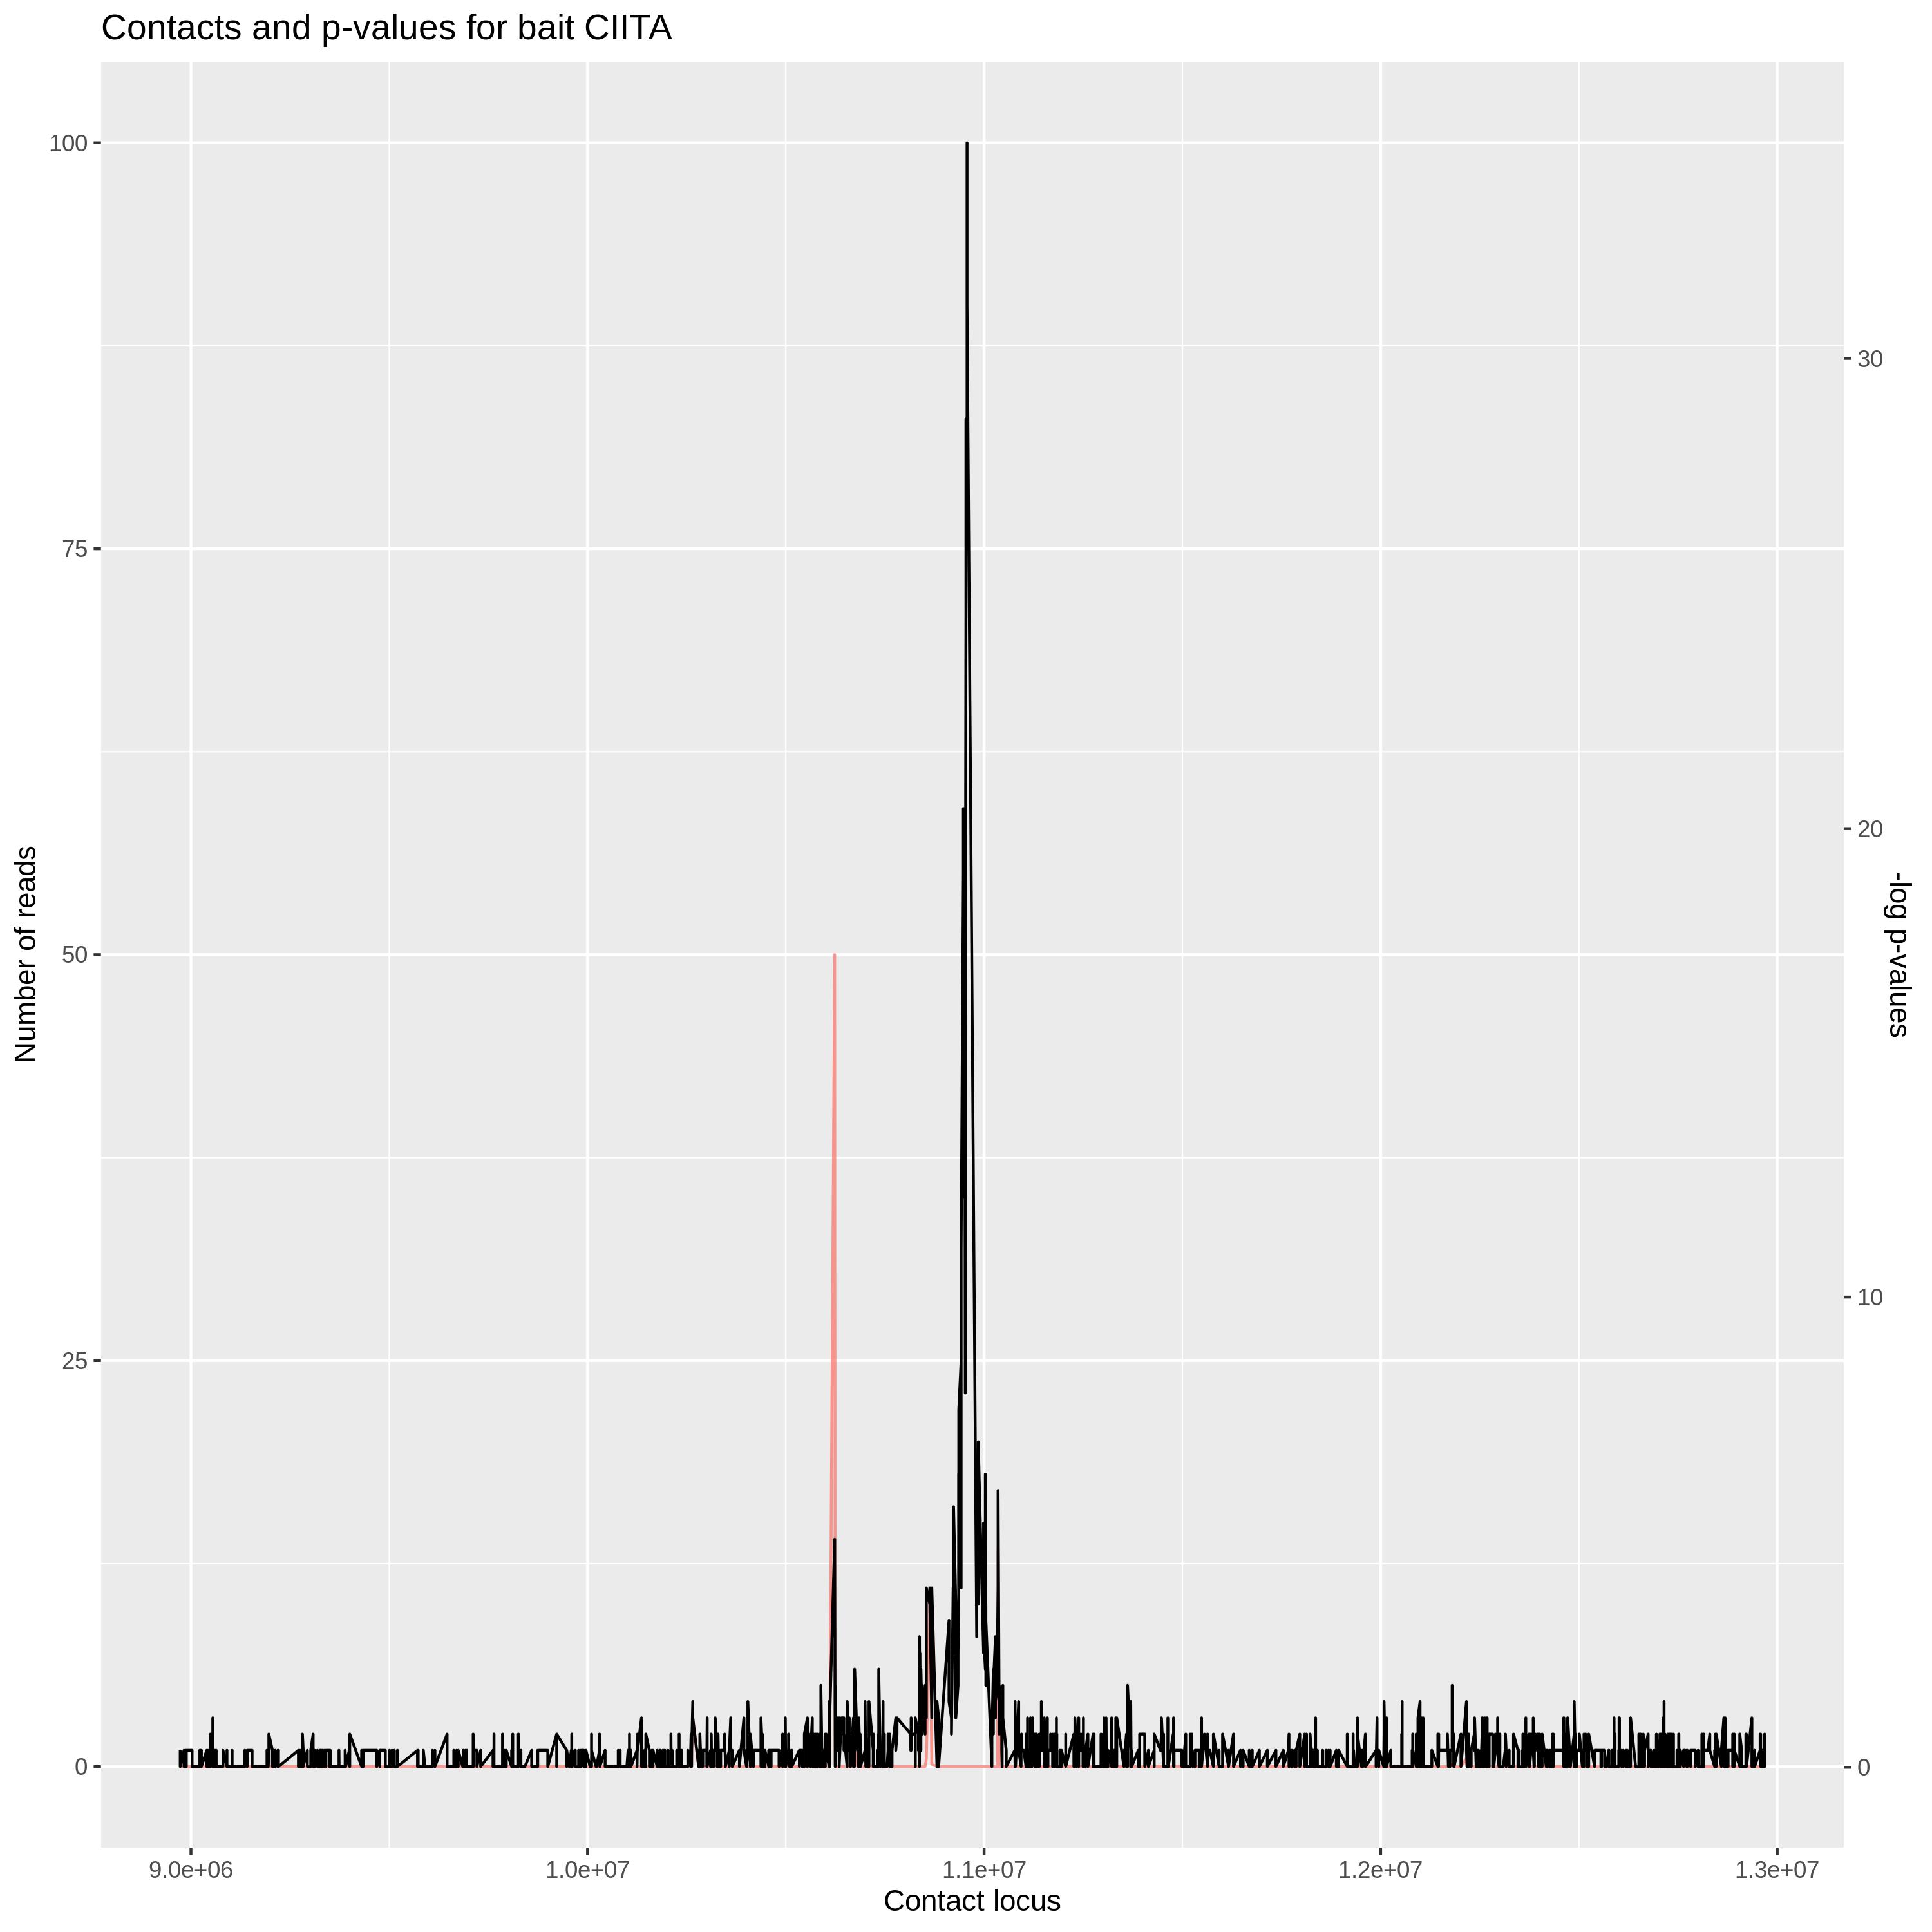 Contacts and p-values for bait CIITA
100
75
50
25
0
Number of reads
30
20
10
0
-log p-values
9.0e+06
1.0e+07
1.1e+07
1.2e+07
1.3e+07
Contact locus